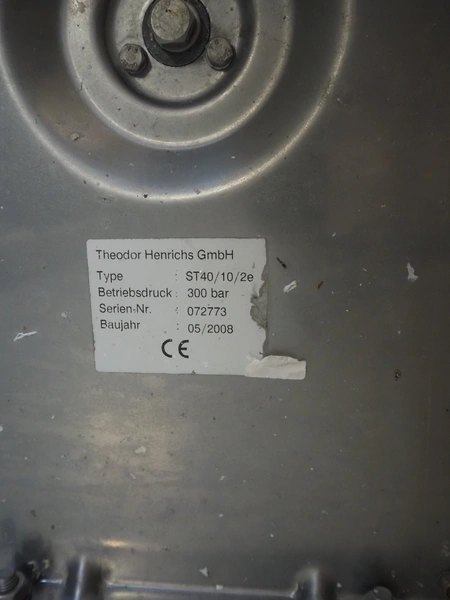 Theodor Henrichs GmbH
Type : ST40/10/2e
Betriebsdruck : 300 bar
Serien-Nr. : 072773
Baujahr : 05/2008
CE